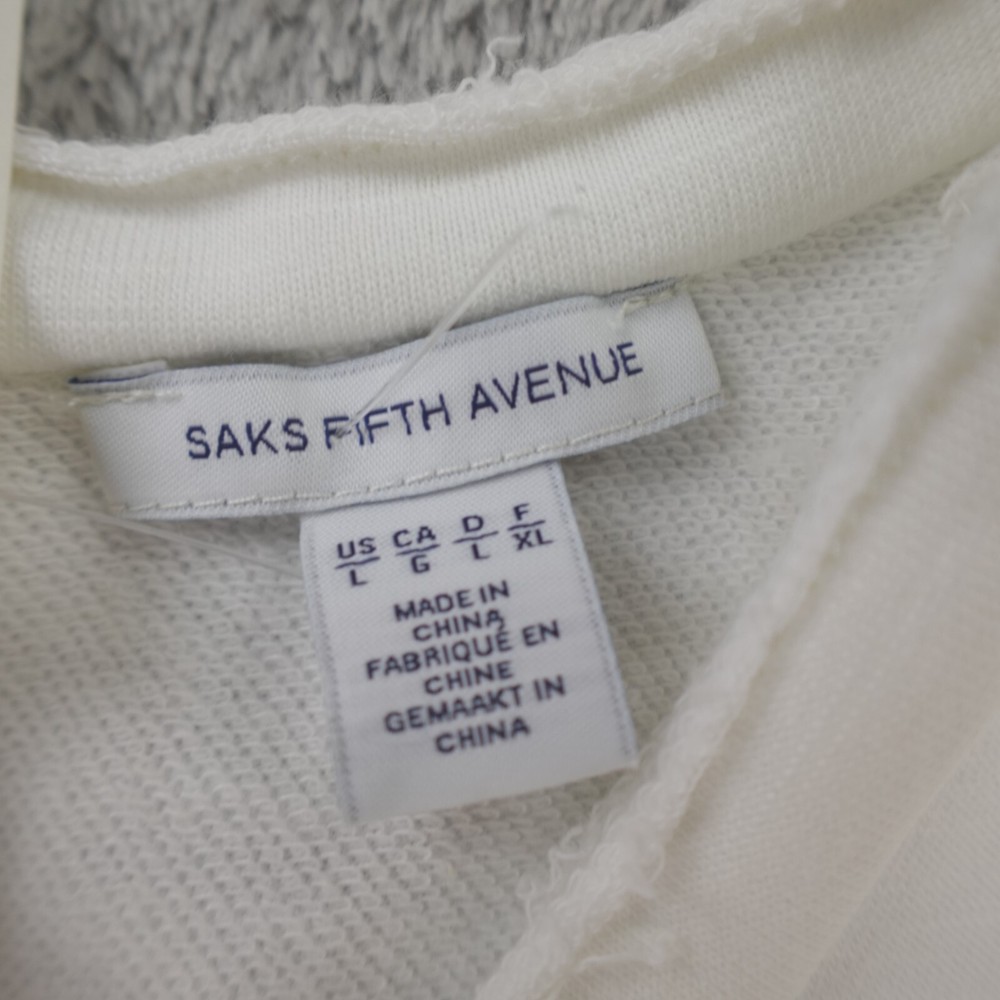 SAKS FIFTH AVENUE
US CA D F
L G L XL
MADE IN
CHINA
FABRIQUÉ EN
CHINE
GEMAAKT IN
CHINA